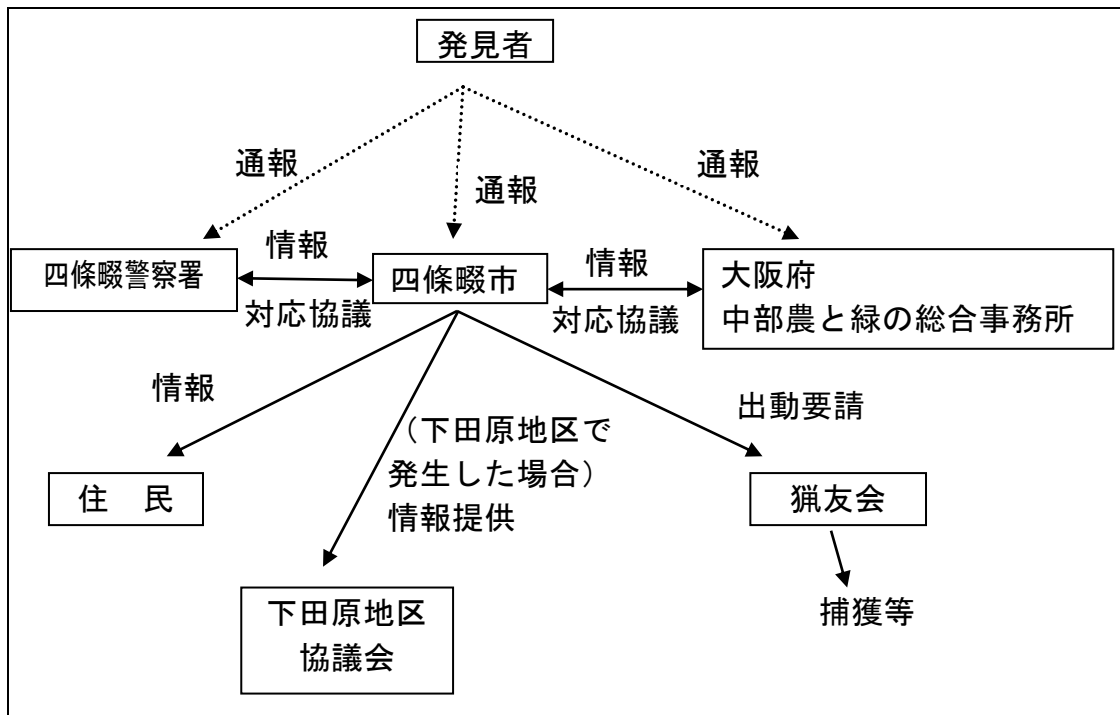 発見者
通報
通報
通報
四條畷警察署
情報
対応協議
四條畷市
情報
対応協議
大阪府
中部農と緑の総合事務所
情報
(下田原地区で
発生した場合)
情報提供
出動要請
住　民
猟友会
下田原地区
協議会
捕獲等